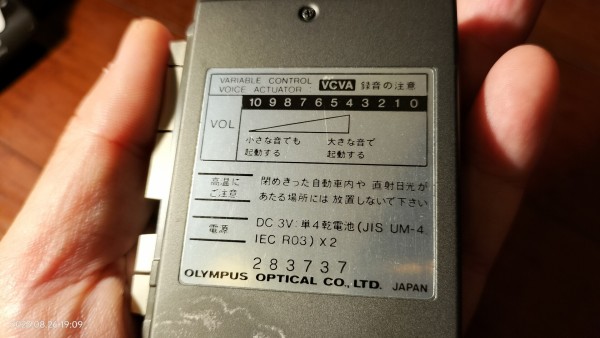 VARIABLE CONTROL
VOICE ACTUATOR
VCVA 録音の注意
10 9 8 7 6 5 4 3 2 1 0
VOL
小さな音でも
起動する
大きな音で
起動する
高温に
ご注意
閉めきった自動車内や 直射日光が
あたる場所には 放置しないで下さい
電源
DC 3V: 単4乾電池(JIS UM-4
IEC R03)×2
283737
OLYMPUS OPTICAL CO., LTD. JAPAN